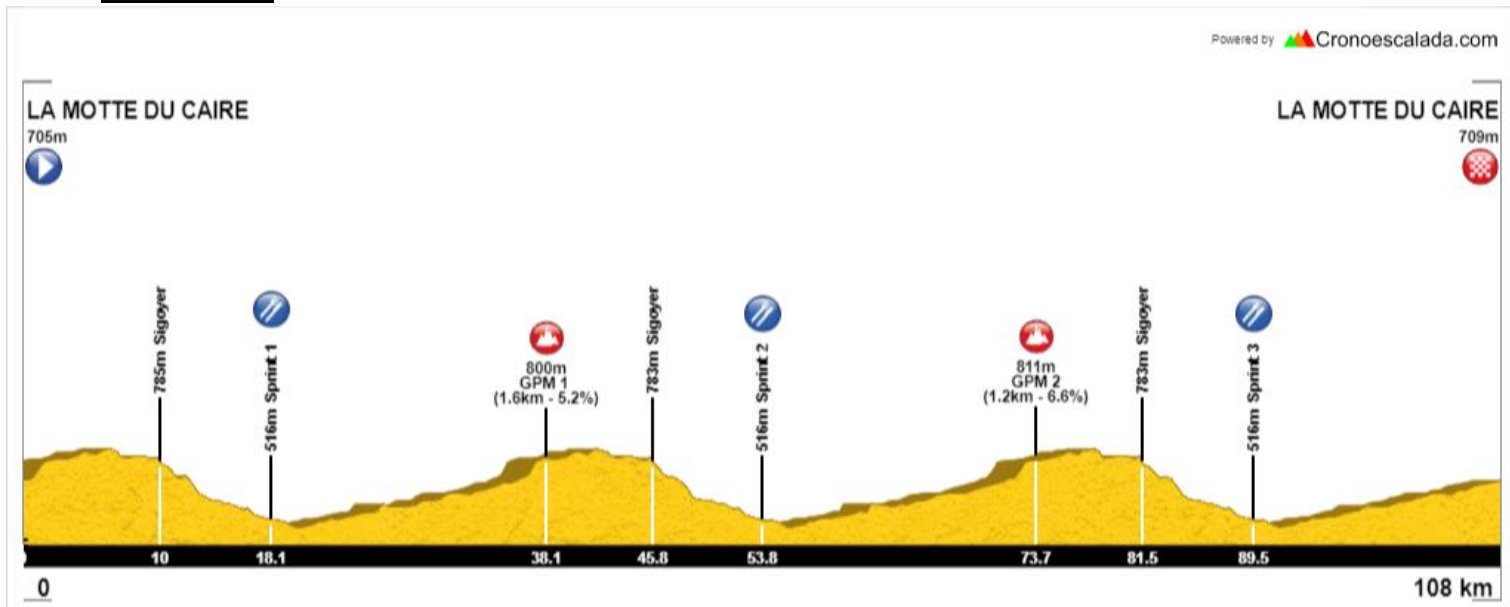 Powered by Cronoescalada.com
LA MOTTE DU CAIRE
705m
LA MOTTE DU CAIRE
709m
785m Sigoyer
516m Sprint 1
800m
GPM 1
(1.6km - 5.2%)
783m Sigoyer
516m Sprint 2
811m
GPM 2
(1.2km - 6.6%)
783m Sigoyer
516m Sprint 3
10 18.1 38.1 45.8 53.8 73.7 81.5 89.5
0 108 km